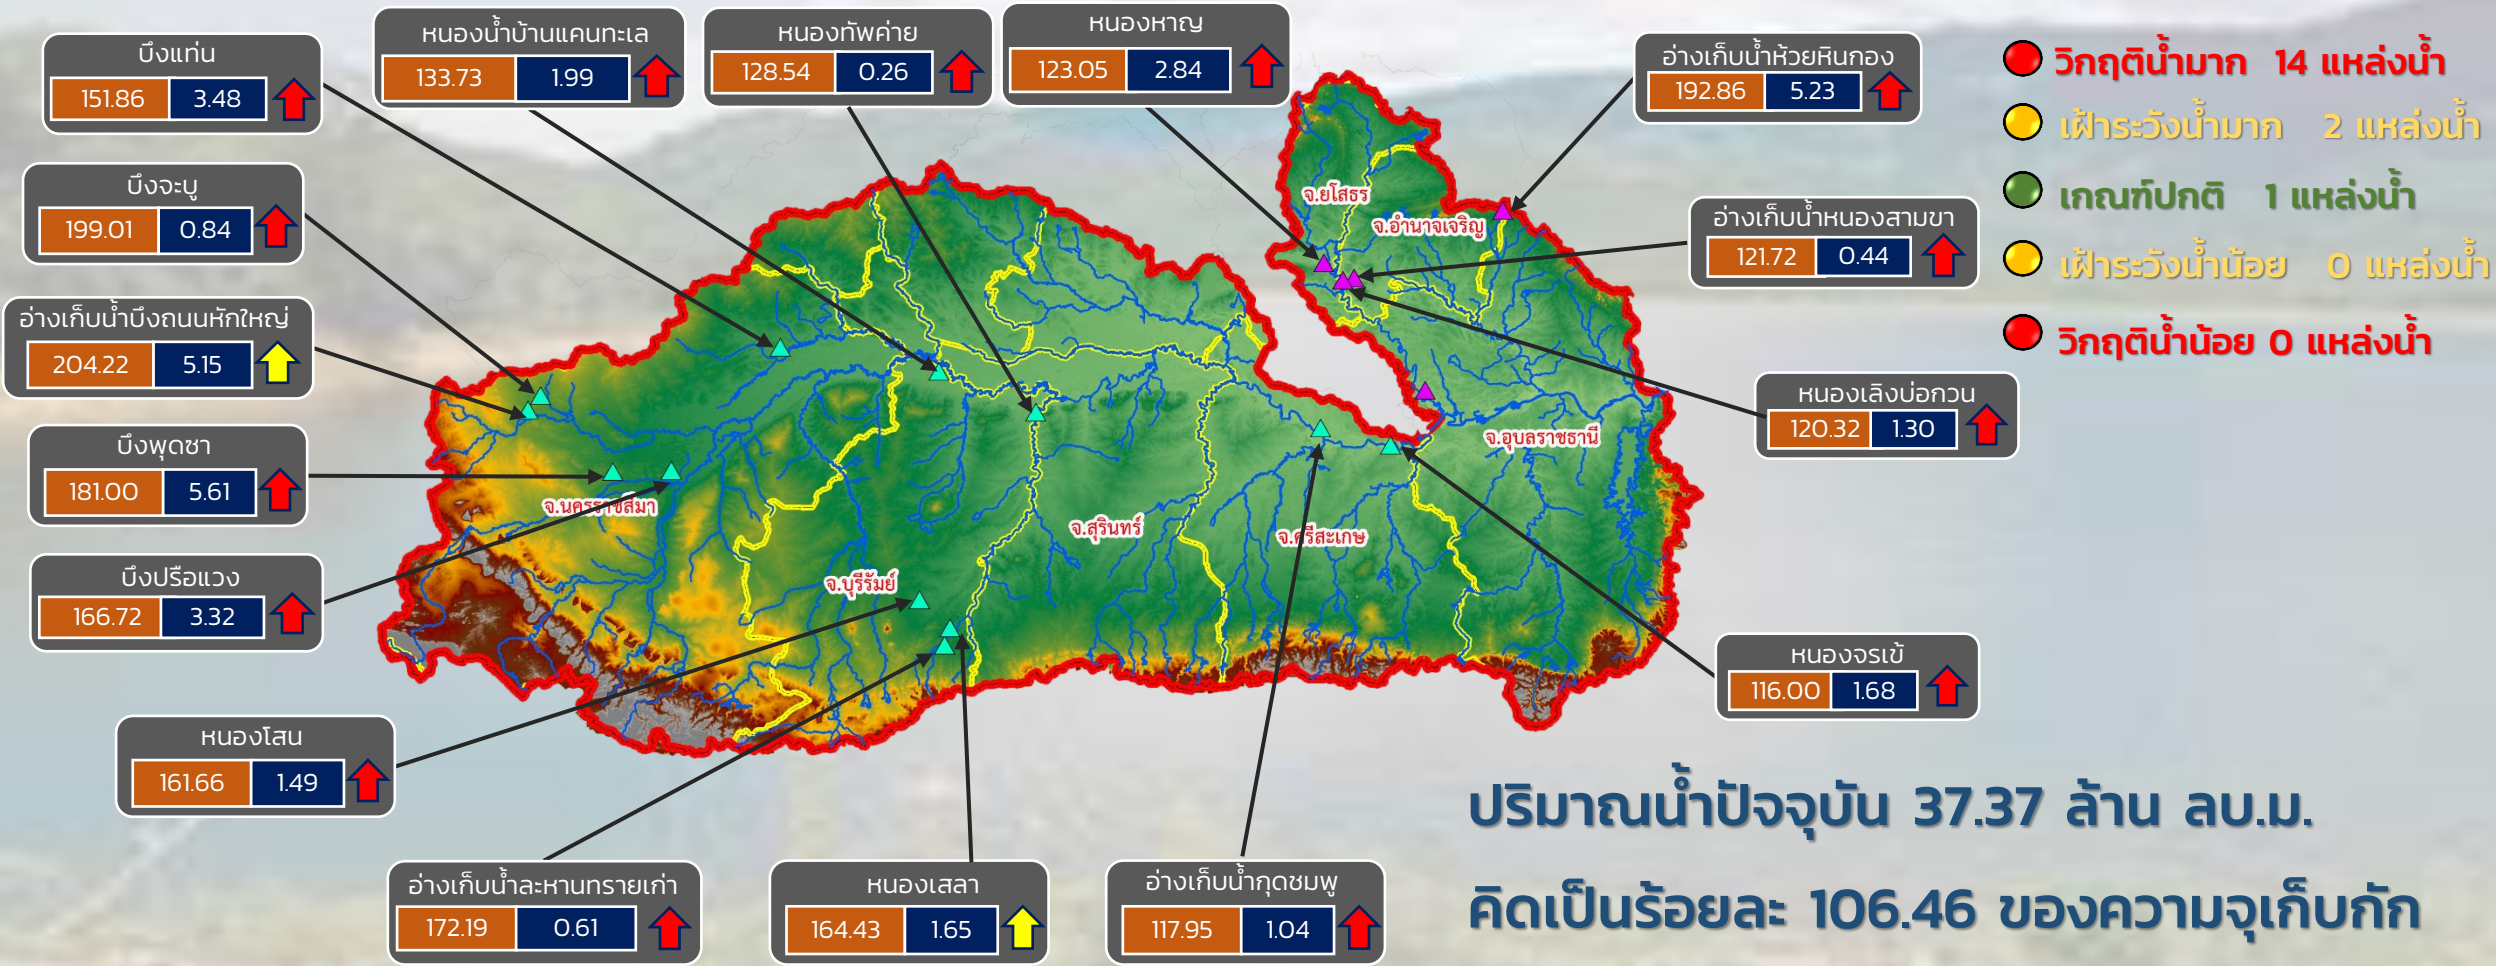 บึงแท่น
151.86 3.48
หนองน้ำบ้านแคนทะเล
133.73 1.99
หนองทัพค่าย
128.54 0.26
หนองหาญ
123.05 2.84
อ่างเก็บน้ำห้วยหินกอง
192.86 5.23
วิกฤติน้ำมาก 14 แหล่งน้ำ
เฝ้าระวังน้ำมาก 2 แหล่งน้ำ
เกณฑ์ปกติ 1 แหล่งน้ำ
เฝ้าระวังน้ำน้อย 0 แหล่งน้ำ
วิกฤติน้ำน้อย 0 แหล่งน้ำ
บึงจะบู
199.01 0.84
อ่างเก็บน้ำหนองสามขา
121.72 0.44
อ่างเก็บน้ำบึงถนนหักใหญ่
204.22 5.15
หนองเลิงบ่อกวน
120.32 1.30
บึงพุดซา
181.00 5.61
บึงปรือแวง
166.72 3.32
หนองจรเข้
116.00 1.68
หนองโสน
161.66 1.49
อ่างเก็บน้ำละหานทรายเก่า
172.19 0.61
หนองเสลา
164.43 1.65
อ่างเก็บน้ำกุดชมพู
117.95 1.04
จ.ยโสธร
จ.อำนาจเจริญ
จ.อุบลราชธานี
จ.นครราชสีมา
จ.สุรินทร์
จ.ศรีสะเกษ
จ.บุรีรัมย์
ปริมาณน้ำปัจจุบัน 37.37 ล้าน ลบ.ม.
คิดเป็นร้อยละ 106.46 ของความจุเก็บกัก